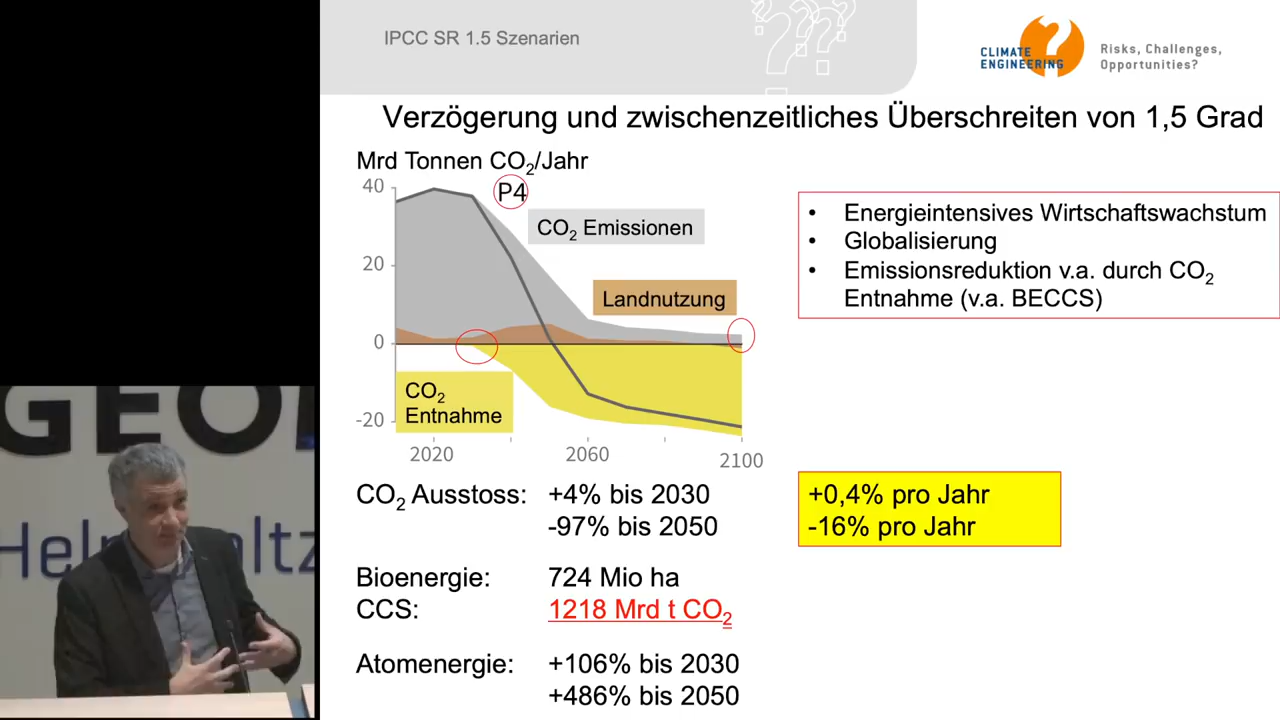 IPCC SR 1.5 Szenarien
CLIMATE
ENGINEERING
Risks, Challenges,
Opportunities?
Verzögerung und zwischenzeitliches Überschreiten von 1,5 Grad
Mrd Tonnen CO₂/Jahr
40
P4
CO₂ Emissionen
20
Landnutzung
0
CO₂
Entnahme
-20
2020
2060
2100
• Energieintensives Wirtschaftswachstum
• Globalisierung
• Emissionsreduktion v.a. durch CO₂
Entnahme (v.a. BECCS)
CO₂ Ausstoss: +4% bis 2030
-97% bis 2050
+0,4% pro Jahr
-16% pro Jahr
Bioenergie: 724 Mio ha
CCS: 1218 Mrd t CO₂
Atomenergie: +106% bis 2030
+486% bis 2050
GEO
Hel
ltz